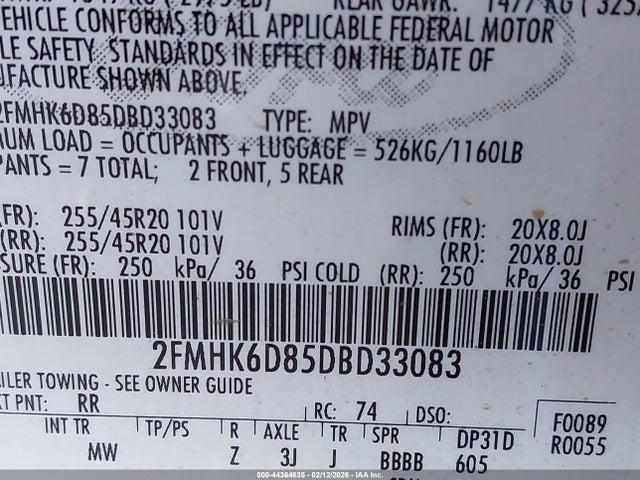 REAR GAWR: 1477 KG (
VEHICLE CONFORMS TO ALL APPLICABLE FEDERAL MOTOR
SAFETY STANDARDS IN EFFECT ON THE DATE OF
SHOWN ABOVE.
2FMHK6D85DBD33083 TYPE: MPV
LOAD = OCCUPANTS + LUGGAGE = 526KG/1160LB
= 7 TOTAL; 2 FRONT, 5 REAR
(FR): 255/45R20 101V RIMS (FR): 20X8.0J
(RR): 255/45R20 101V (RR): 20X8.0J
SURE (FR): 250 kPa/ 36 PSI COLD (RR): 250 kPa/ 36 PSI
2FMHK6D85DBD33083
ILER TOWING - SEE OWNER GUIDE
T PNT: RR RC: 74 DSO: F0089
INT TR TP/PS R AXLE TR SPR DP31D R0055
MW Z 3J J BBBB 605
000-44364635 - 02/12/2026 - IAA Inc.